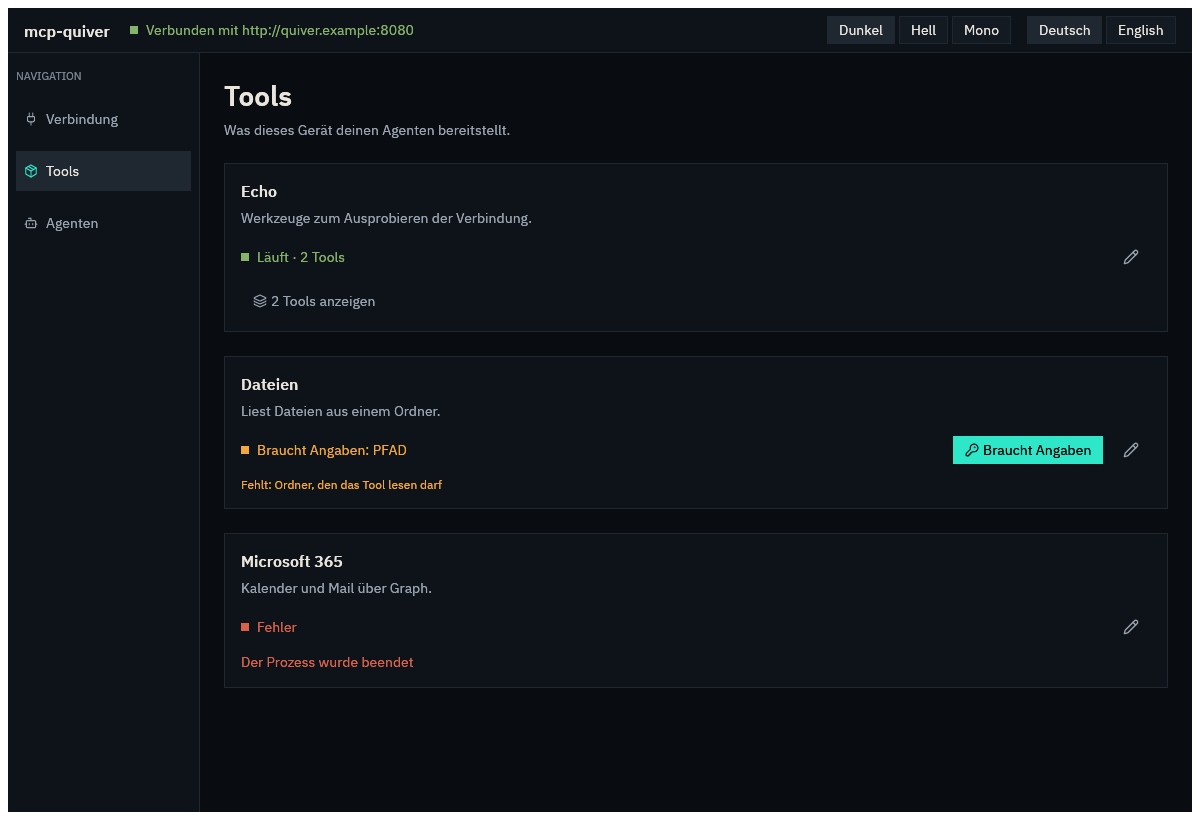 mcp-quiver
Verbunden mit http://quiver.example:8080
Dunkel
Hell
Mono
Deutsch
English
NAVIGATION
Verbindung
Tools
Agenten
Tools
Was dieses Gerät deinen Agenten bereitstellt.
Echo
Werkzeuge zum Ausprobieren der Verbindung.
Läuft · 2 Tools
2 Tools anzeigen
Dateien
Liest Dateien aus einem Ordner.
Braucht Angaben: PFAD
Braucht Angaben
Fehlt: Ordner, den das Tool lesen darf
Microsoft 365
Kalender und Mail über Graph.
Fehler
Der Prozess wurde beendet